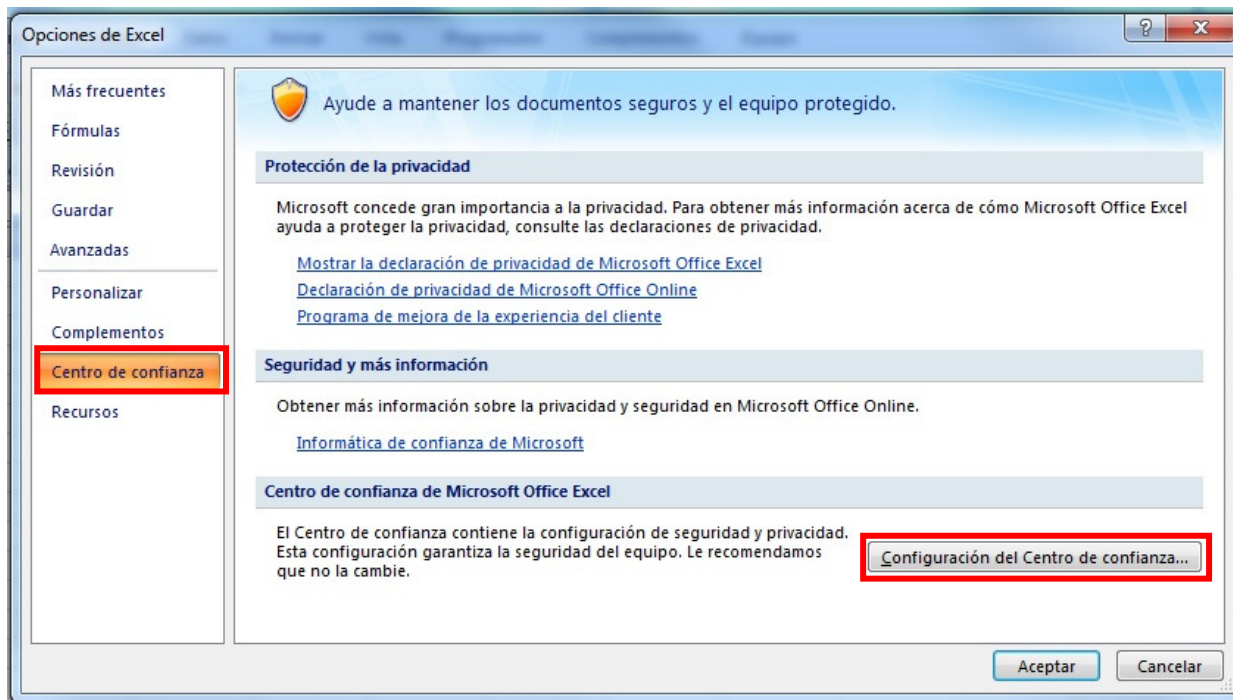 Opciones de Excel
Más frecuentes
Fórmulas
Revisión
Guardar
Avanzadas
Personalizar
Complementos
Centro de confianza
Recursos
Ayude a mantener los documentos seguros y el equipo protegido.
Protección de la privacidad
Microsoft concede gran importancia a la privacidad. Para obtener más información acerca de cómo Microsoft Office Excel
ayuda a proteger la privacidad, consulte las declaraciones de privacidad.
Mostrar la declaración de privacidad de Microsoft Office Excel
Declaración de privacidad de Microsoft Office Online
Programa de mejora de la experiencia del cliente
Seguridad y más información
Obtener más información sobre la privacidad y seguridad en Microsoft Office Online.
Informática de confianza de Microsoft
Centro de confianza de Microsoft Office Excel
El Centro de confianza contiene la configuración de seguridad y privacidad.
Esta configuración garantiza la seguridad del equipo. Le recomendamos
que no la cambie.
Configuración del Centro de confianza...
Aceptar
Cancelar